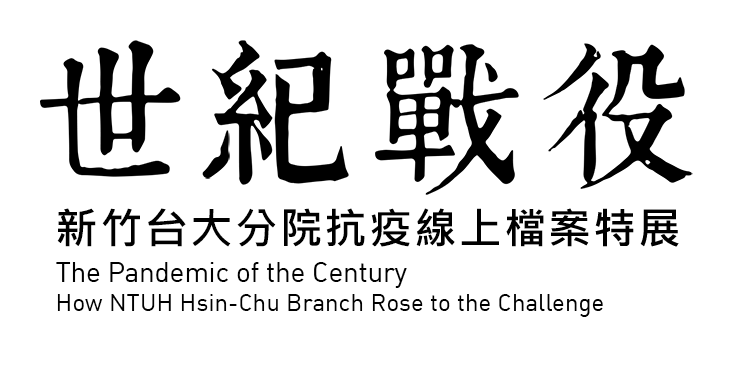 世紀戰役
新竹台大分院抗疫線上檔案特展
The Pandemic of the Century
How NTUH Hsin-Chu Branch Rose to the Challenge